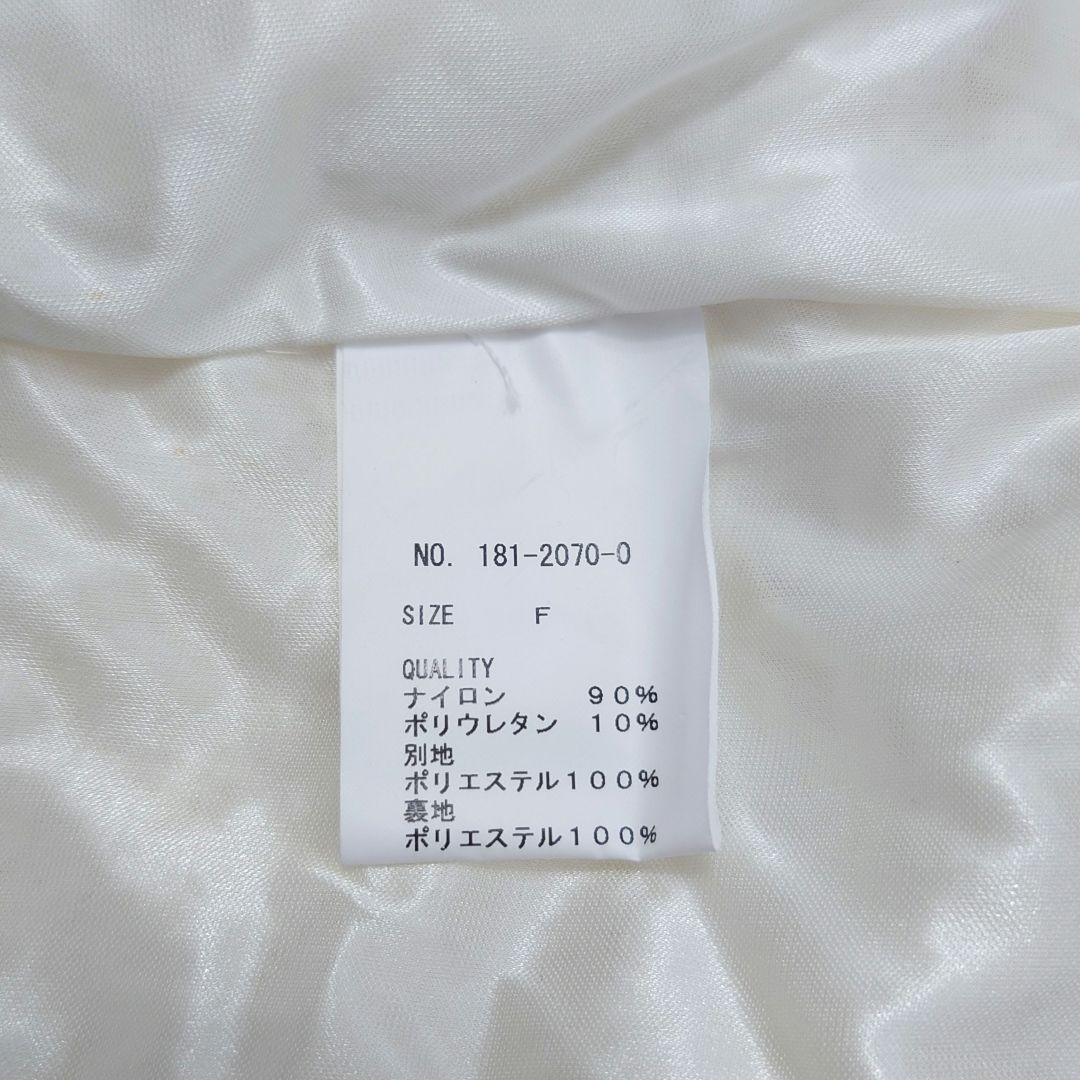 NO. 181-2070-0
SIZE F
QUALITY
ナイロン 90%
ポリウレタン 10%
別地
ポリエステル100%
裏地
ポリエステル100%